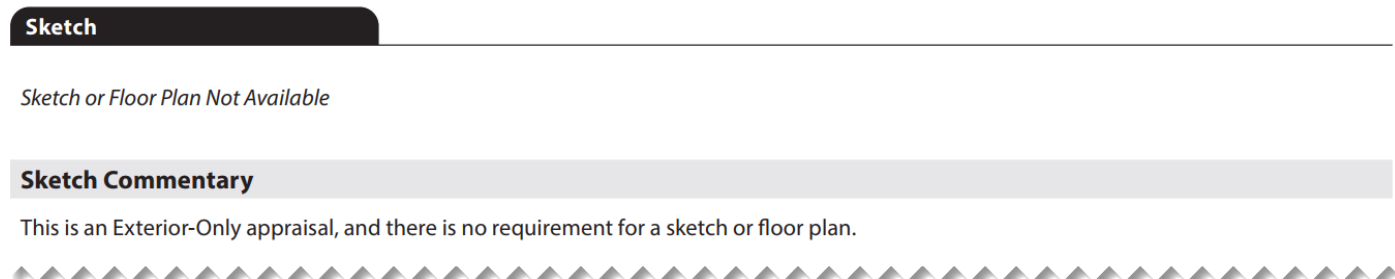 Sketch
Sketch or Floor Plan Not Available
Sketch Commentary
This is an Exterior-Only appraisal, and there is no requirement for a sketch or floor plan.